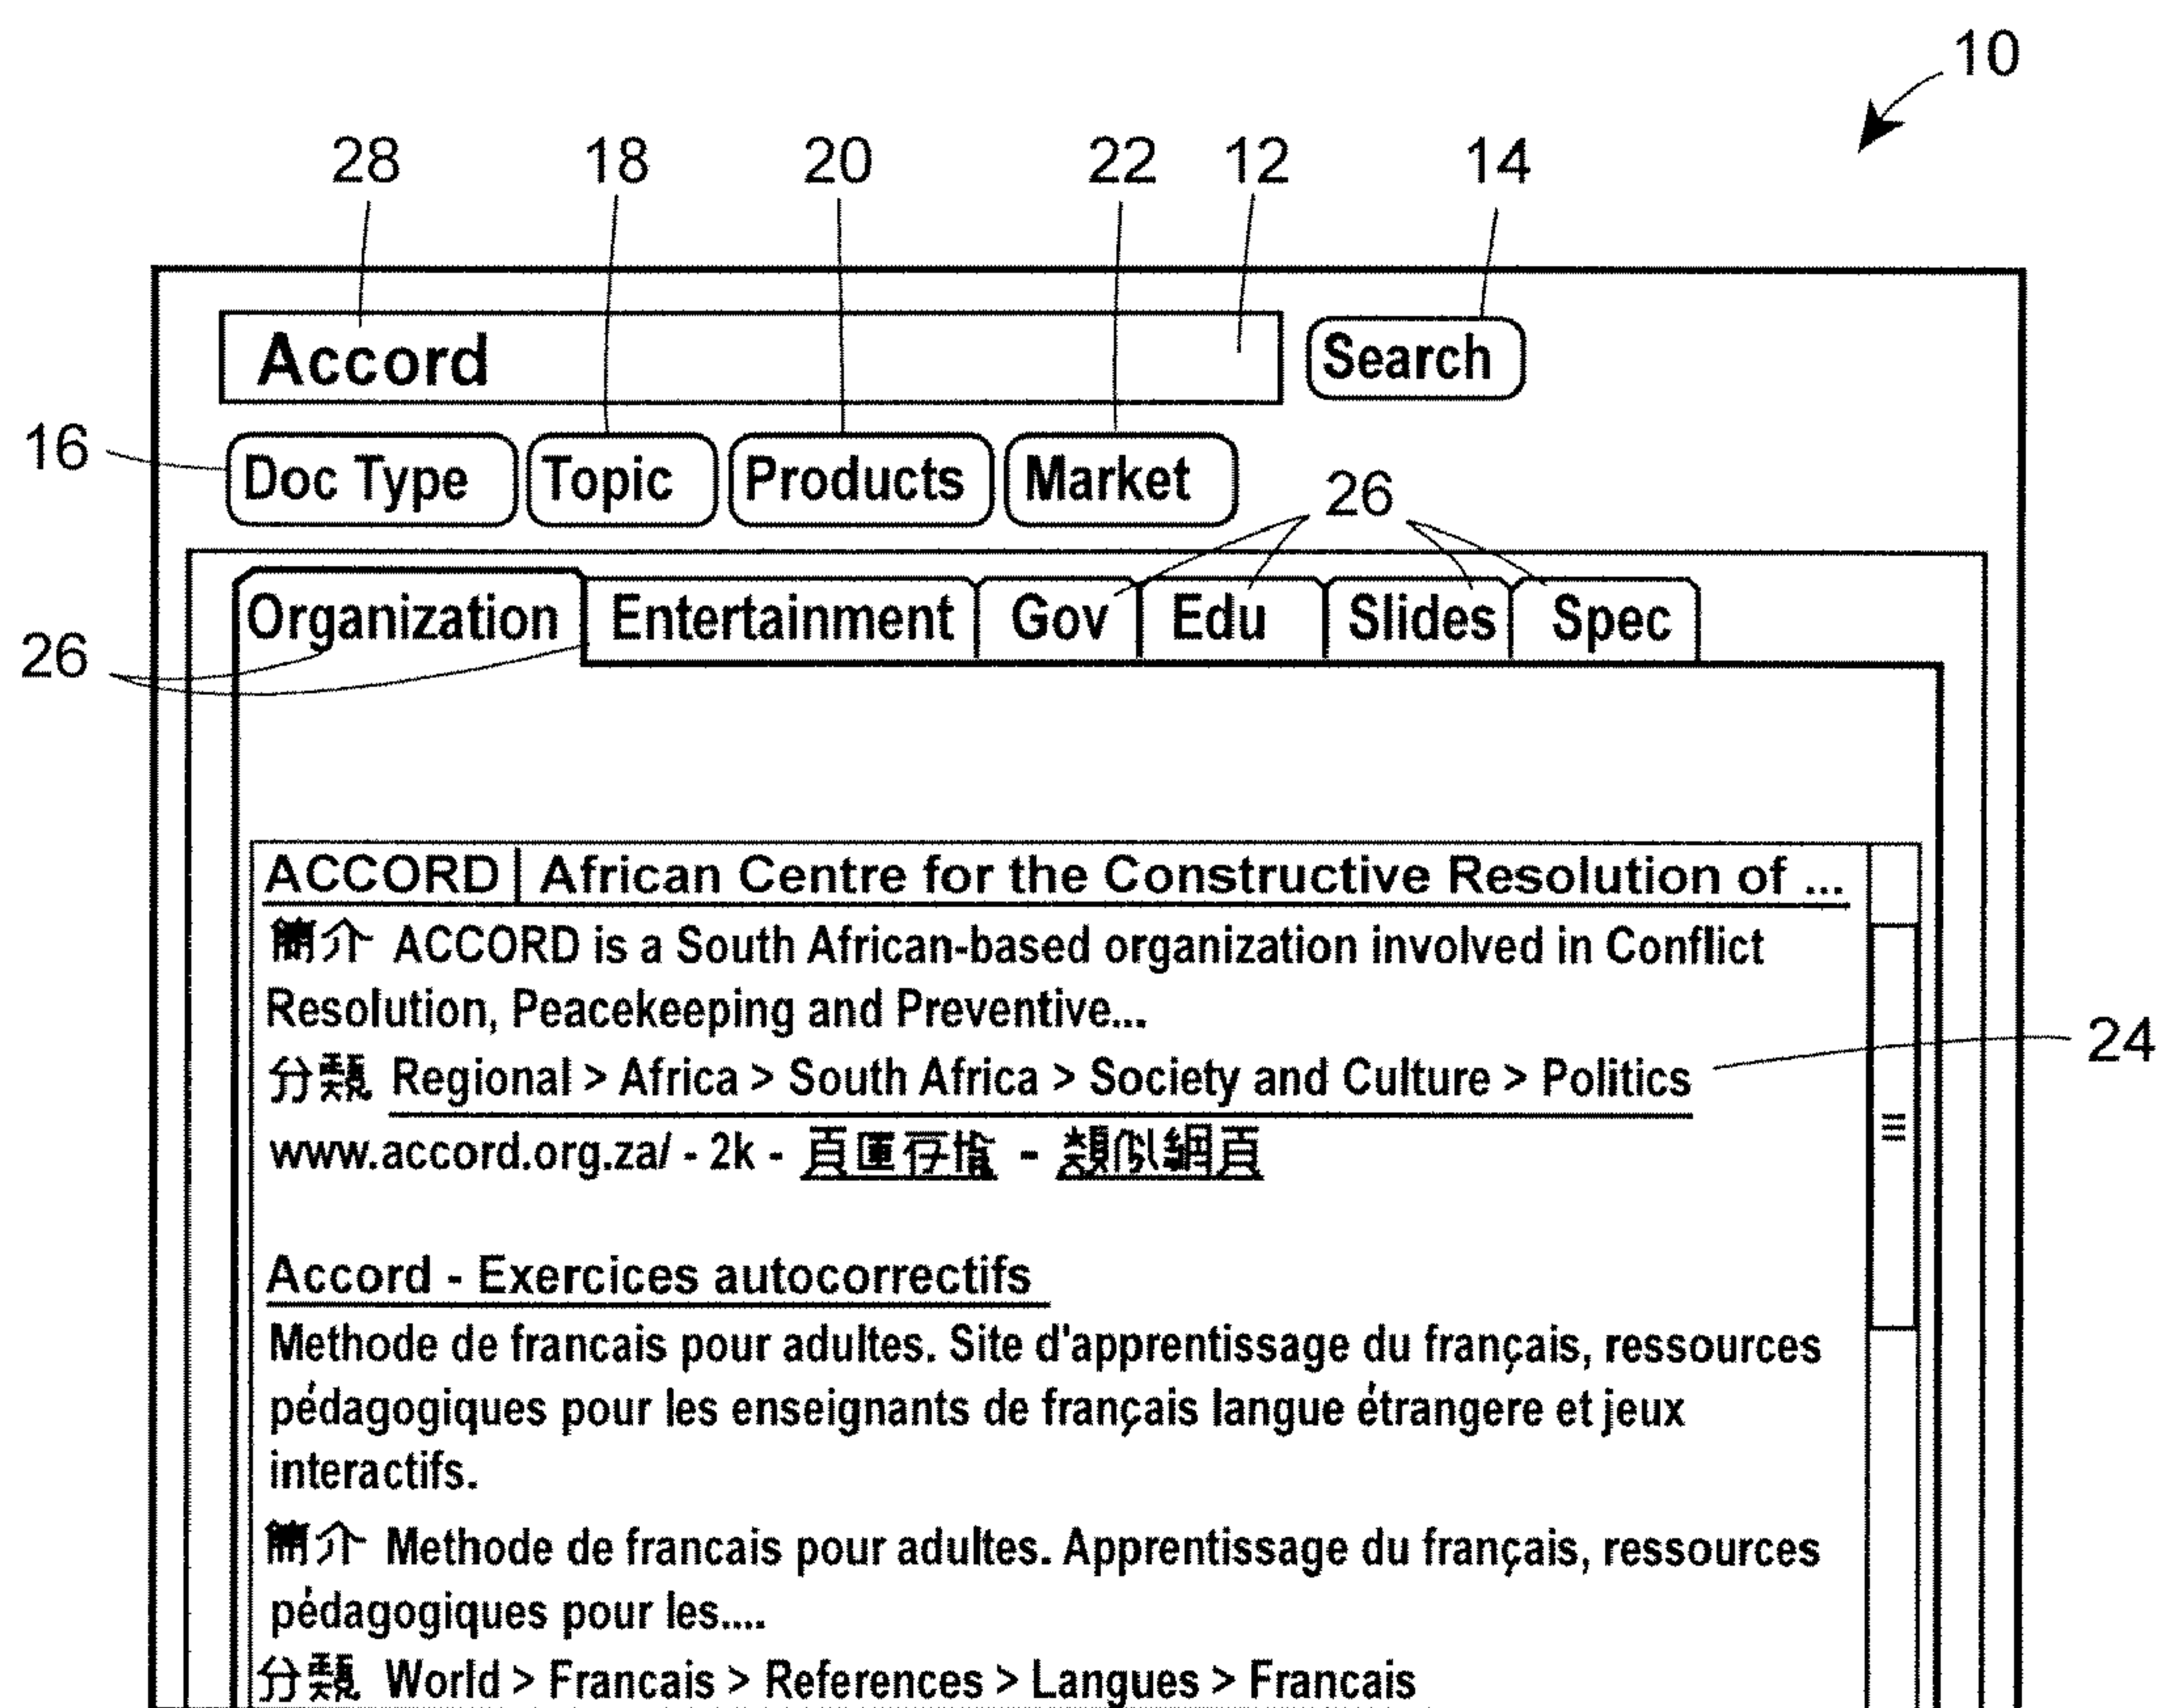 10
28 18 20 22 12 14
Accord Search
16 Doc Type Topic Products Market
26
Organization Entertainment Gov Edu Slides Spec
26
ACCORD | African Centre for the Constructive Resolution of ...
簡介 ACCORD is a South African-based organization involved in Conflict
Resolution, Peacekeeping and Preventive...
分類 Regional > Africa > South Africa > Society and Culture > Politics
24
www.accord.org.za/ - 2k - 頁庫存檔 - 類似網頁
Accord - Exercices autocorrectifs
Methode de francais pour adultes. Site d'apprentissage du français, ressources
pédagogiques pour les enseignants de français langue étrangere et jeux
interactifs.
簡介 Methode de francais pour adultes. Apprentissage du français, ressources
pédagogiques pour les....
分類 World > Francais > References > Langues > Francais